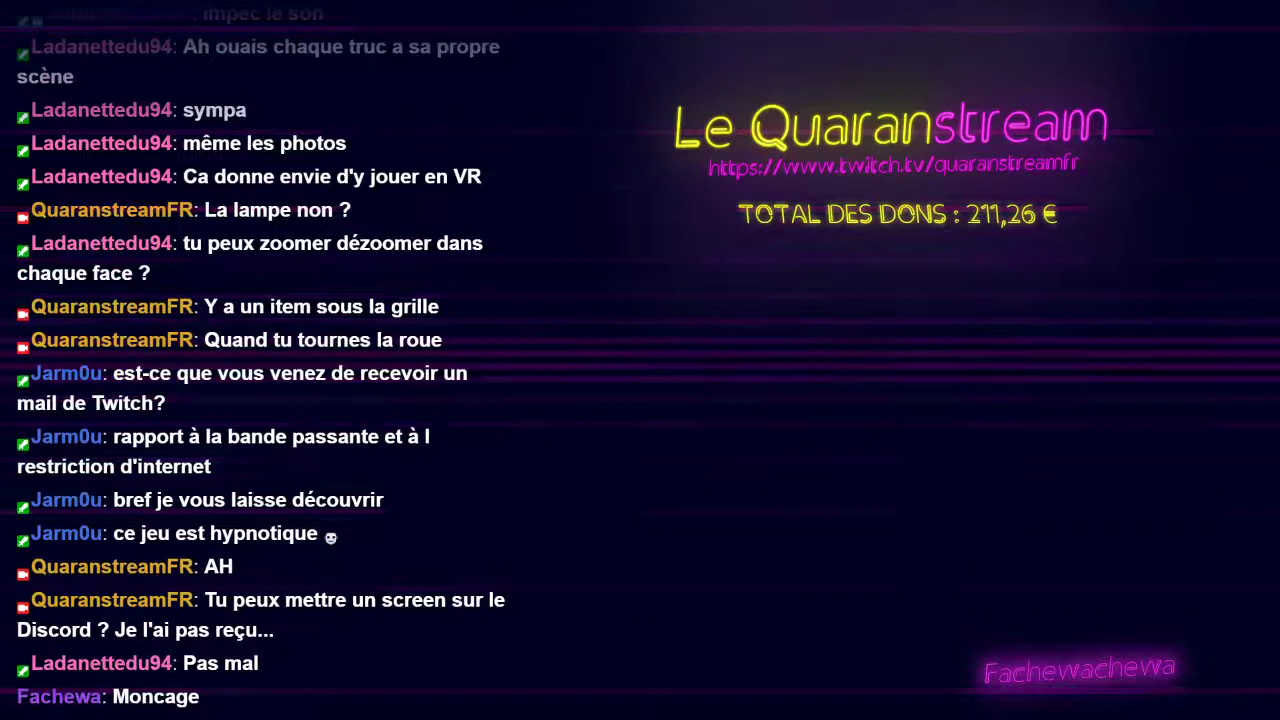 : impec le son
Ladanettedu94: Ah ouais chaque truc a sa propre
scène
Ladanettedu94: sympa
Ladanettedu94: même les photos
Ladanettedu94: Ca donne envie d'y jouer en VR
QuaranstreamFR: La lampe non ?
Ladanettedu94: tu peux zoomer dézoomer dans
chaque face ?
QuaranstreamFR: Y a un item sous la grille
QuaranstreamFR: Quand tu tournes la roue
Jarm0u: est-ce que vous venez de recevoir un
mail de Twitch?
Jarm0u: rapport à la bande passante et à l
restriction d'internet
Jarm0u: bref je vous laisse découvrir
Jarm0u: ce jeu est hypnotique
QuaranstreamFR: AH
QuaranstreamFR: Tu peux mettre un screen sur le
Discord ? Je l'ai pas reçu...
Ladanettedu94: Pas mal
Fachewa: Moncage
Le Quaranstream
https://www.twitch.tv/quaranstreamfr
TOTAL DES DONS : 211,26 €
Fachewachewa